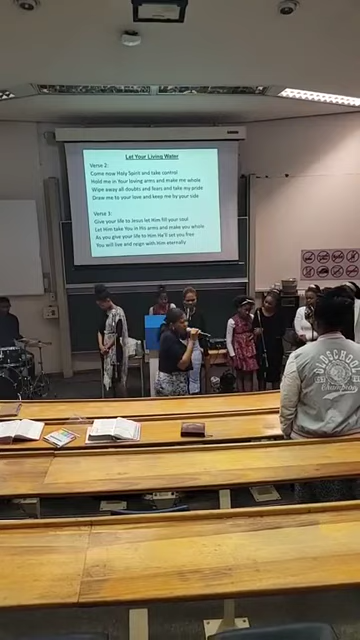 Let Your Living Water
Verse 2:
Come now Holy Spirit and take control
Hold me in Your loving arms and make me whole
Wipe away all doubts and fears and take my pride
Draw me to your love and keep me by your side
Verse 3:
Give your life to Jesus let Him fill your soul
Let Him take You in His arms and make you whole
As you give your life to Him He'll set you free
You will live and reign with Him eternally
OLDSCHOOL